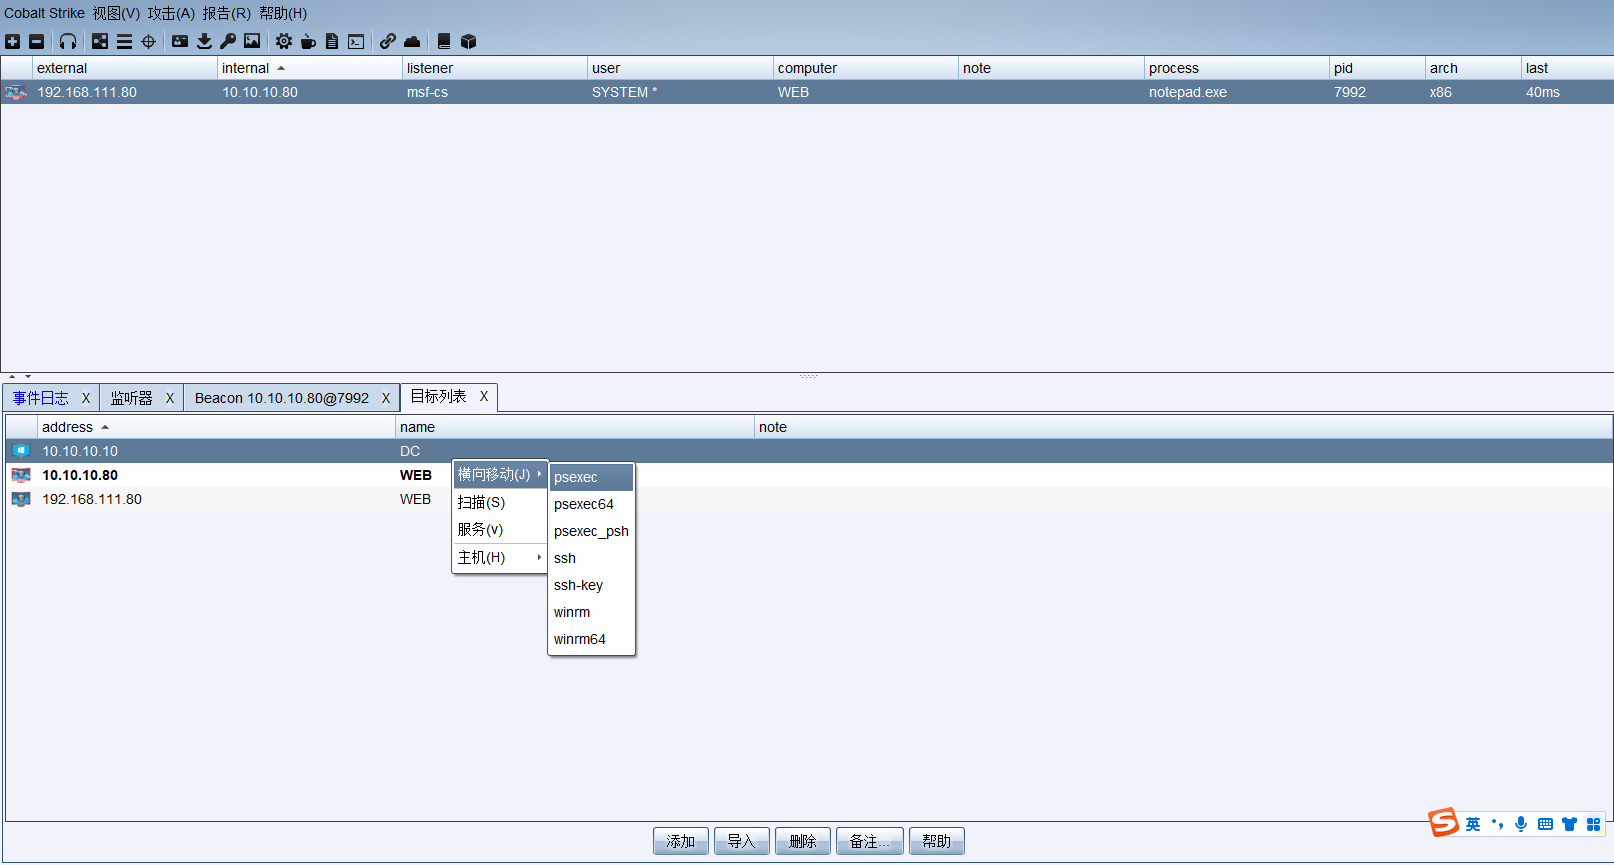 Cobalt Strike 视图(V) 攻击(A) 报告(R) 帮助(H)
external internal listener user computer note process pid arch last
192.168.111.80 10.10.10.80 msf-cs SYSTEM * WEB notepad.exe 7992 x86 40ms
事件日志 X 监听器 X Beacon 10.10.10.80@7992 X 目标列表 X
address name note
10.10.10.10 DC
10.10.10.80 WEB
192.168.111.80 WEB
横向移动(J)
扫描(S)
服务(v)
主机(H)
psexec
psexec64
psexec_psh
ssh
ssh-key
winrm
winrm64
添加 导入 删除 备注... 帮助
S 英